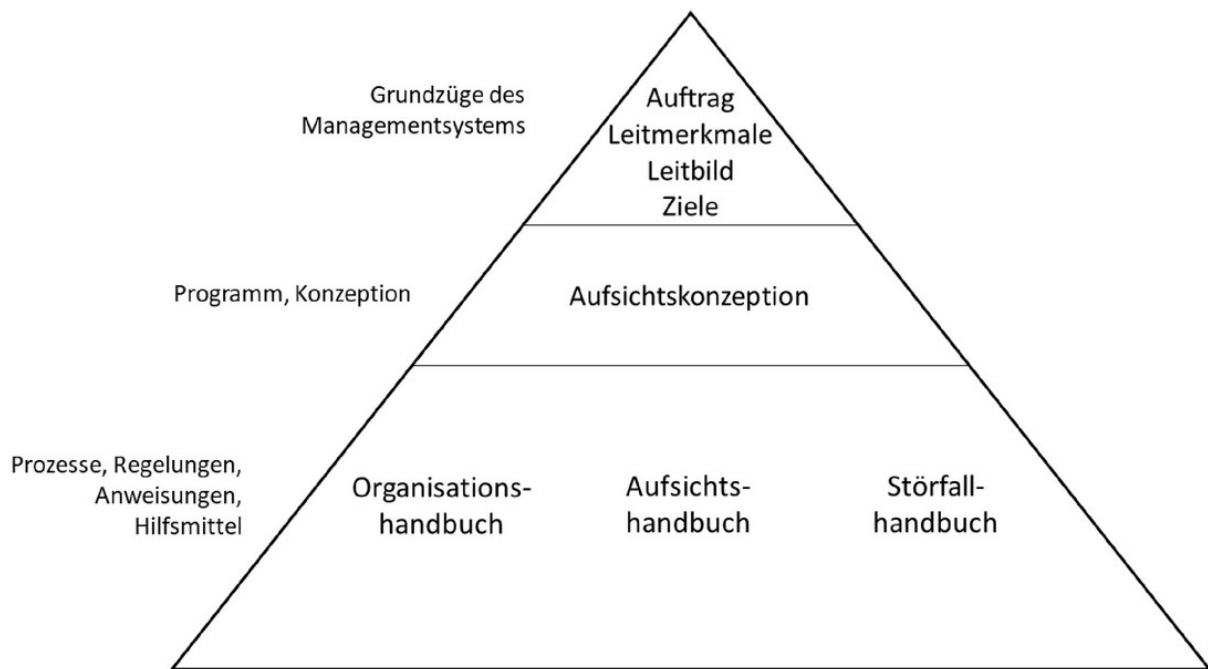 Grundzüge des
Managementsystems
Auftrag
Leitmerkmale
Leitbild
Ziele
Programm, Konzeption
Aufsichtskonzeption
Prozesse, Regelungen,
Anweisungen,
Hilfsmittel
Organisations-
handbuch
Aufsichts-
handbuch
Störfall-
handbuch